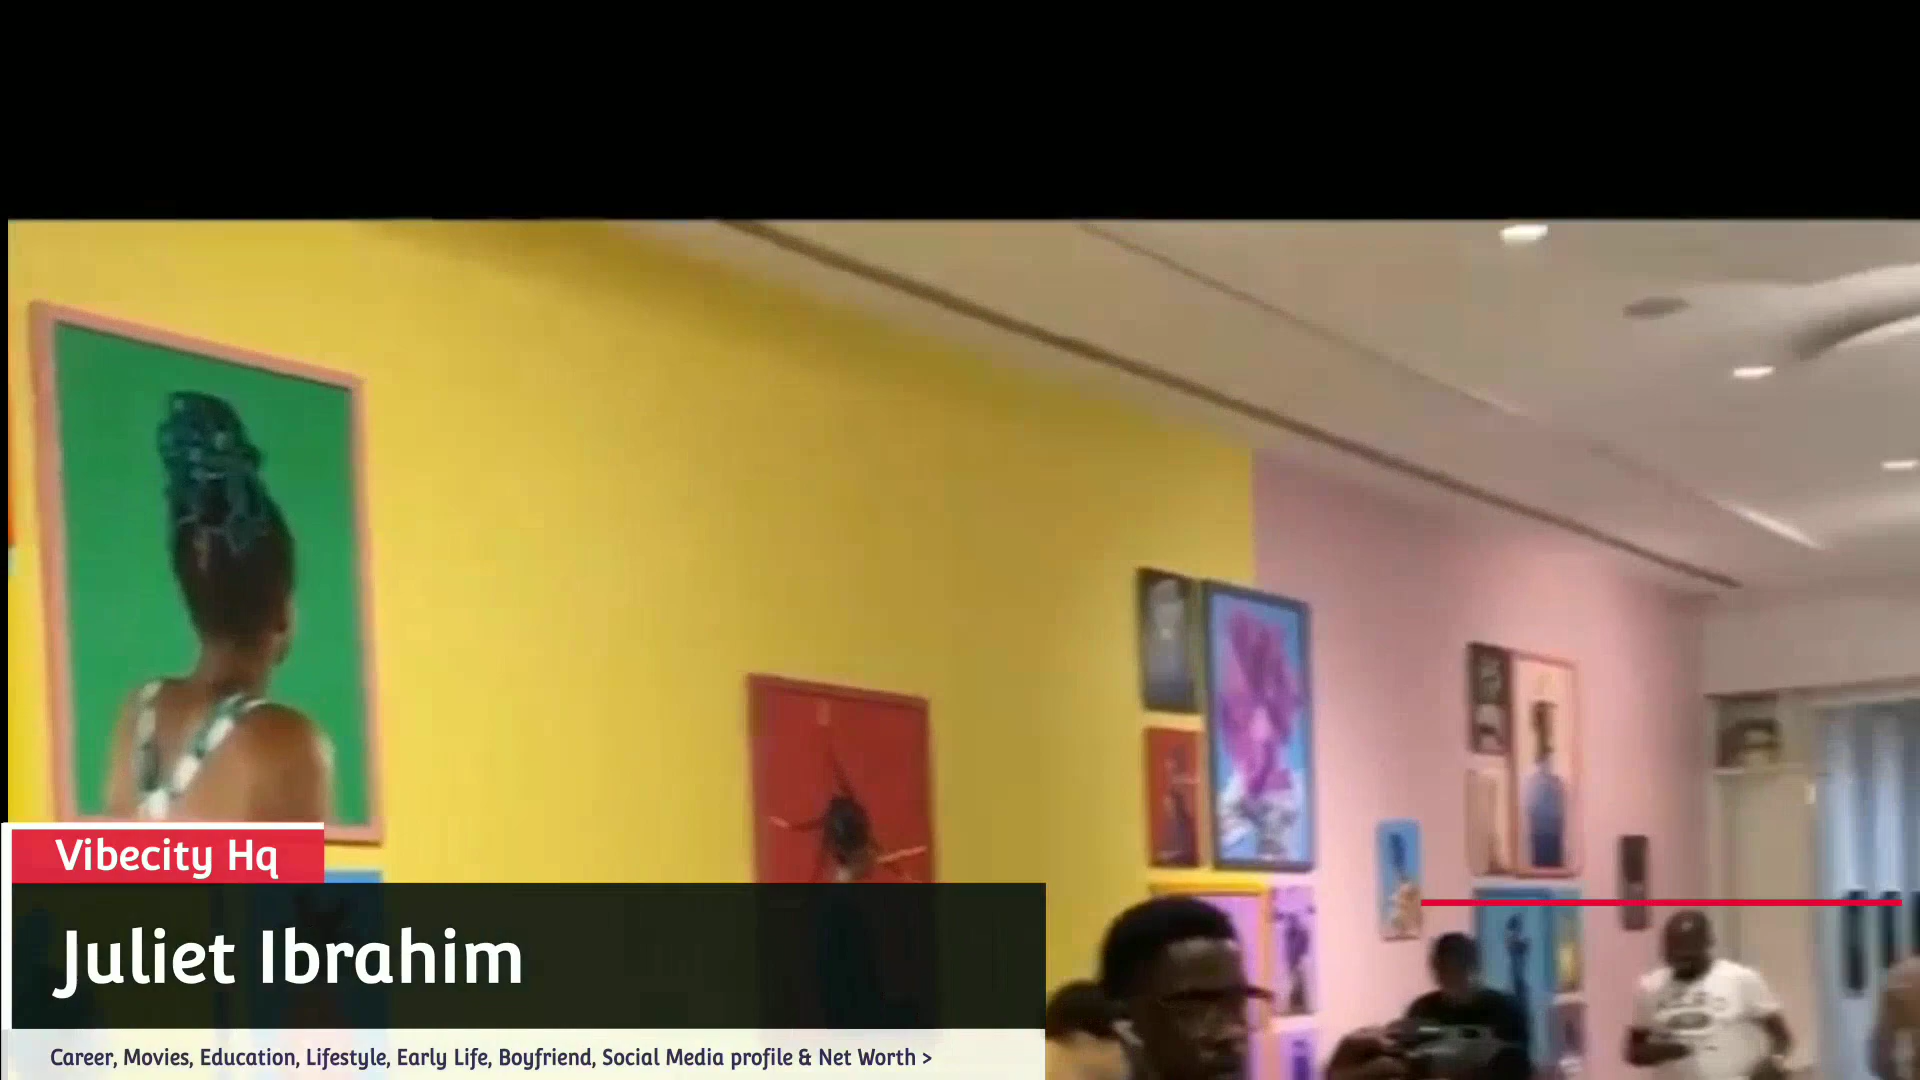 Vibecity Hq
Juliet Ibrahim
Career, Movies, Education, Lifestyle, Early Life, Boyfriend, Social Media profile & Net Worth >